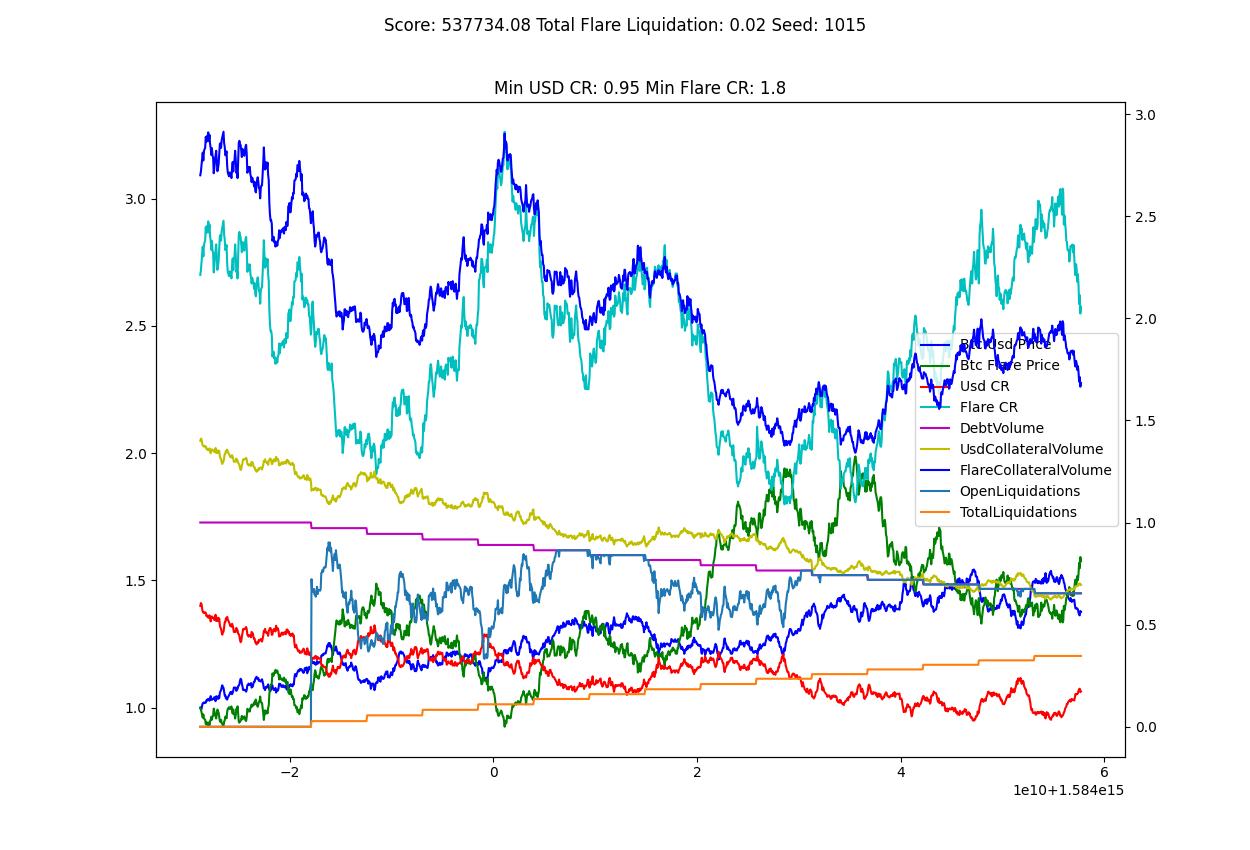 Score: 537734.08 Total Flare Liquidation: 0.02 Seed: 1015
Min USD CR: 0.95 Min Flare CR: 1.8
3.0
2.5
2.0
1.5
1.0
3.0
2.5
2.0
1.5
1.0
0.5
0.0
Btc Usd Price
Btc Flare Price
Usd CR
Flare CR
DebtVolume
UsdCollateralVolume
FlareCollateralVolume
OpenLiquidations
TotalLiquidations
−2 0 2 4 6
1e10+1.584e15